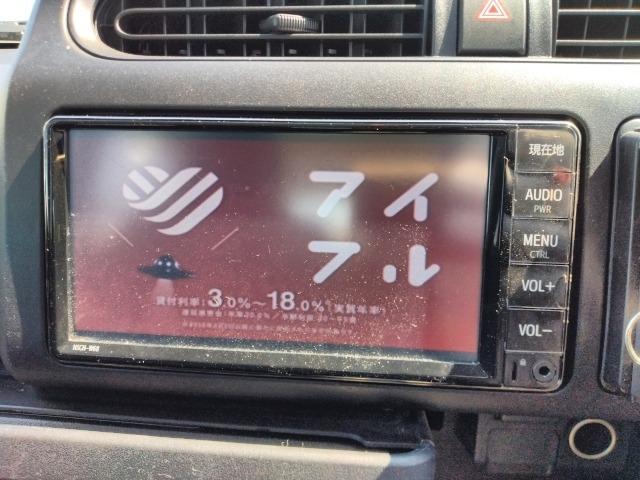 アイ
フル
貸付利率:3.0%~18.0%(実質年率)
現在地
AUDIO
PWR
MENU
CTRL
VOL+
VOL-
NSCN-W68